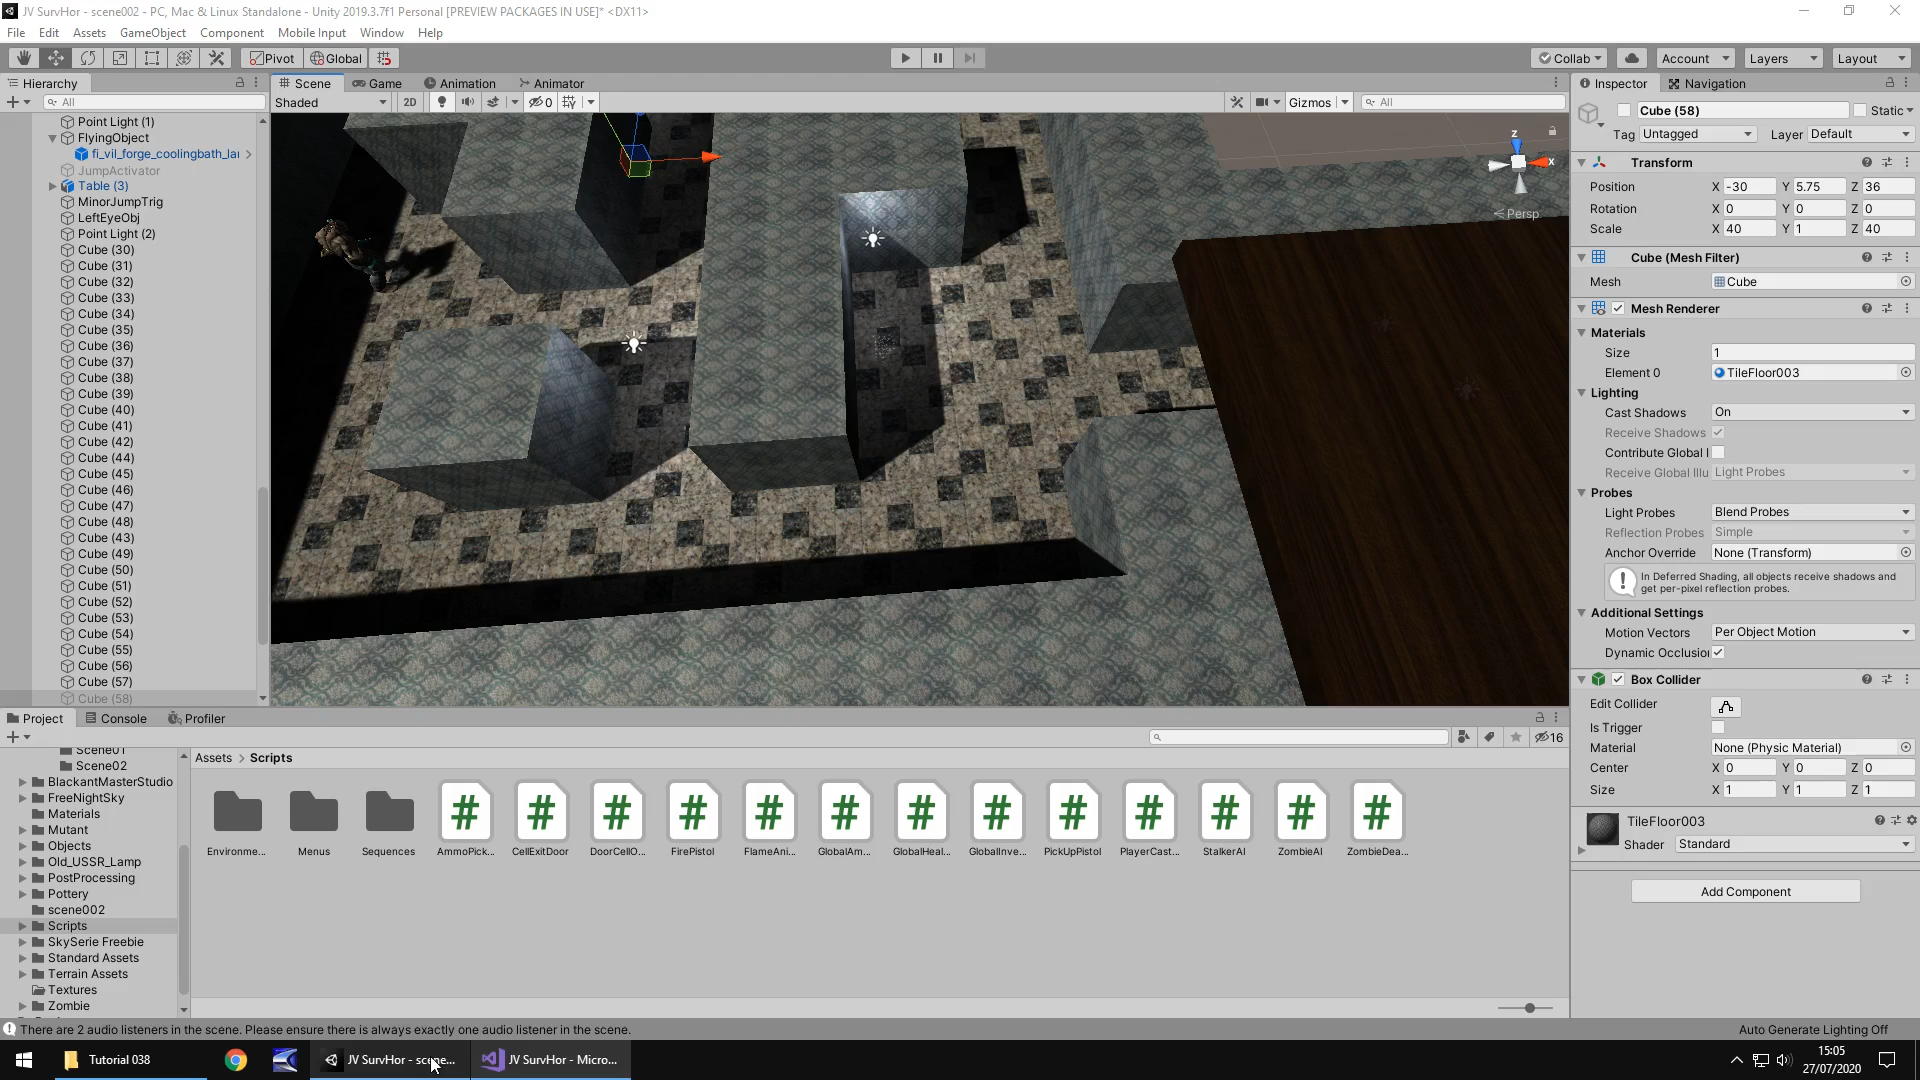 JV SurvHor - scene002 - PC, Mac & Linux Standalone - Unity 2019.3.7f1 Personal [PREVIEW PACKAGES IN USE]* <DX11>
File Edit Assets GameObject Component Mobile Input Window Help
Pivot Global Collab Account Layers Layout
Hierarchy
All
Point Light (1)
FlyingObject
fi_vil_forge_coolingbath_lar
JumpActivator
Table (3)
MinorJumpTrig
LeftEyeObj
Point Light (2)
Cube (30)
Cube (31)
Cube (32)
Cube (33)
Cube (34)
Cube (35)
Cube (36)
Cube (37)
Cube (38)
Cube (39)
Cube (40)
Cube (41)
Cube (42)
Cube (44)
Cube (45)
Cube (46)
Cube (47)
Cube (48)
Cube (43)
Cube (49)
Cube (50)
Cube (51)
Cube (52)
Cube (53)
Cube (54)
Cube (55)
Cube (56)
Cube (57)
Cube (58)
Scene Game Animation Animator
Shaded 2D 0 Gizmos All
z
x
Persp
Inspector Navigation
Cube (58) Static
Tag Untagged Layer Default
Transform
Position X -30 Y 5.75 Z 36
Rotation X 0 Y 0 Z 0
Scale X 40 Y 1 Z 40
Cube (Mesh Filter)
Mesh Cube
Mesh Renderer
Materials
Size 1
Element 0 TileFloor003
Lighting
Cast Shadows On
Receive Shadows
Contribute Global I
Receive Global Illu Light Probes
Probes
Light Probes Blend Probes
Reflection Probes Simple
Anchor Override None (Transform)
In Deferred Shading, all objects receive shadows and
get per-pixel reflection probes.
Additional Settings
Motion Vectors Per Object Motion
Dynamic Occlusion
Box Collider
Edit Collider
Is Trigger
Material None (Physic Material)
Center X 0 Y 0 Z 0
Size X 1 Y 1 Z 1
TileFloor003
Shader Standard
Add Component
Project Console Profiler
16
Scene01
Scene02
BlackantMasterStudio
FreeNightSky
Materials
Mutant
Objects
Old_USSR_Lamp
PostProcessing
Pottery
scene002
Scripts
SkySerie Freebie
Standard Assets
Terrain Assets
Textures
Zombie
Assets > Scripts
Environme... Menus Sequences AmmoPick... CellExitDoor DoorCellO... FirePistol FlameAni... GlobalAm... GlobalHeal... GlobalInve... PickUpPistol PlayerCast... StalkerAI ZombieAI ZombieDea...
There are 2 audio listeners in the scene. Please ensure there is always exactly one audio listener in the scene.
Auto Generate Lighting Off
Tutorial 038 JV SurvHor - scene... JV SurvHor - Micro...
15:05
27/07/2020